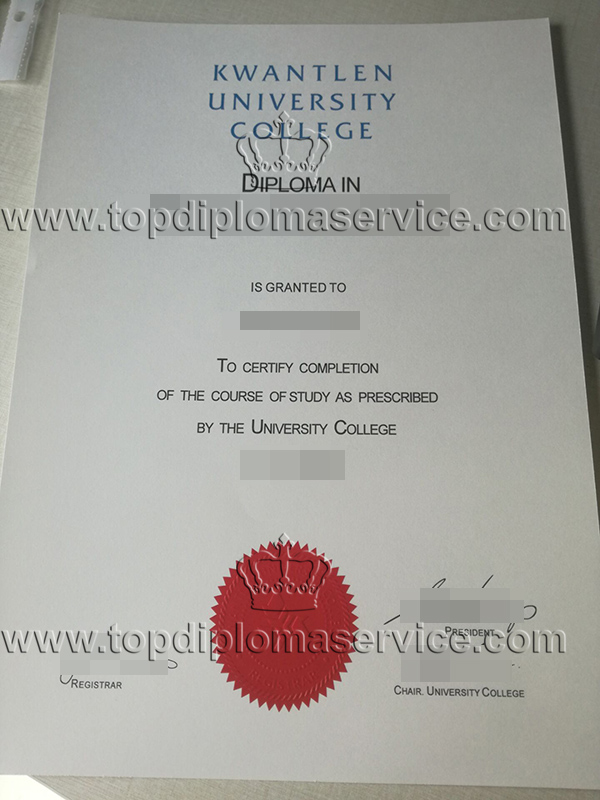 KWANTLEN
UNIVERSITY
COLLEGE
DIPLOMA IN
www.topdiplomaservice.com
IS GRANTED TO
TO CERTIFY COMPLETION
OF THE COURSE OF STUDY AS PRESCRIBED
BY THE UNIVERSITY COLLEGE
www.topdiplomaservice.com
PRESIDENT
REGISTRAR
CHAIR. UNIVERSITY COLLEGE